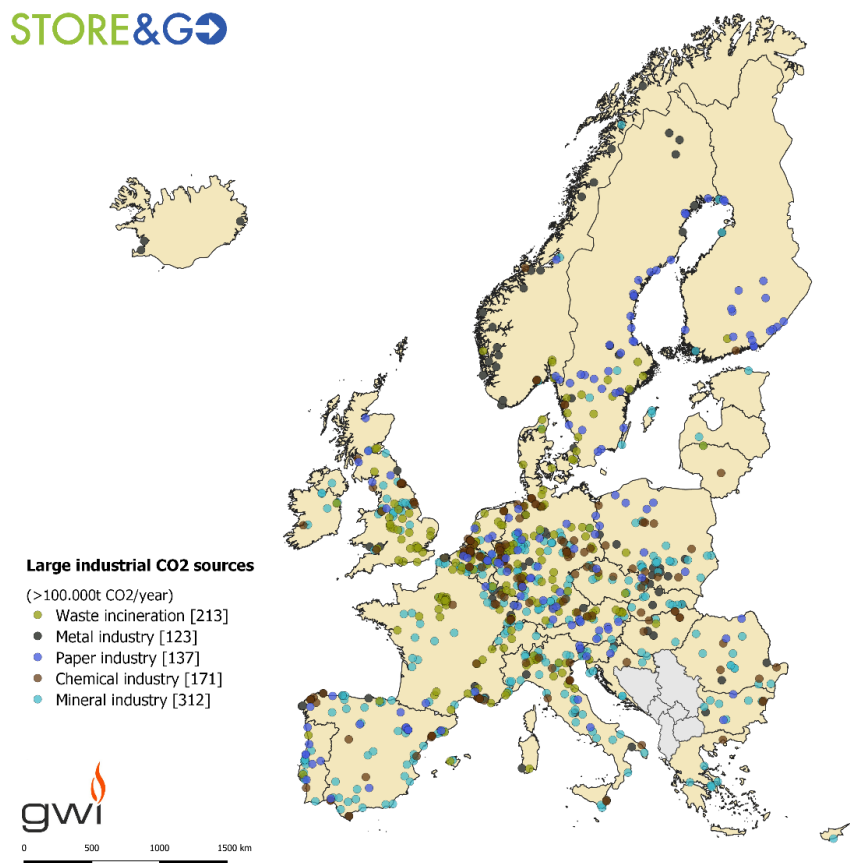 STORE&GO
Large industrial CO2 sources
(>100.000t CO2/year)
Waste incineration [213]
Metal industry [123]
Paper industry [137]
Chemical industry [171]
Mineral industry [312]
gwi
0 500 1000 1500 km